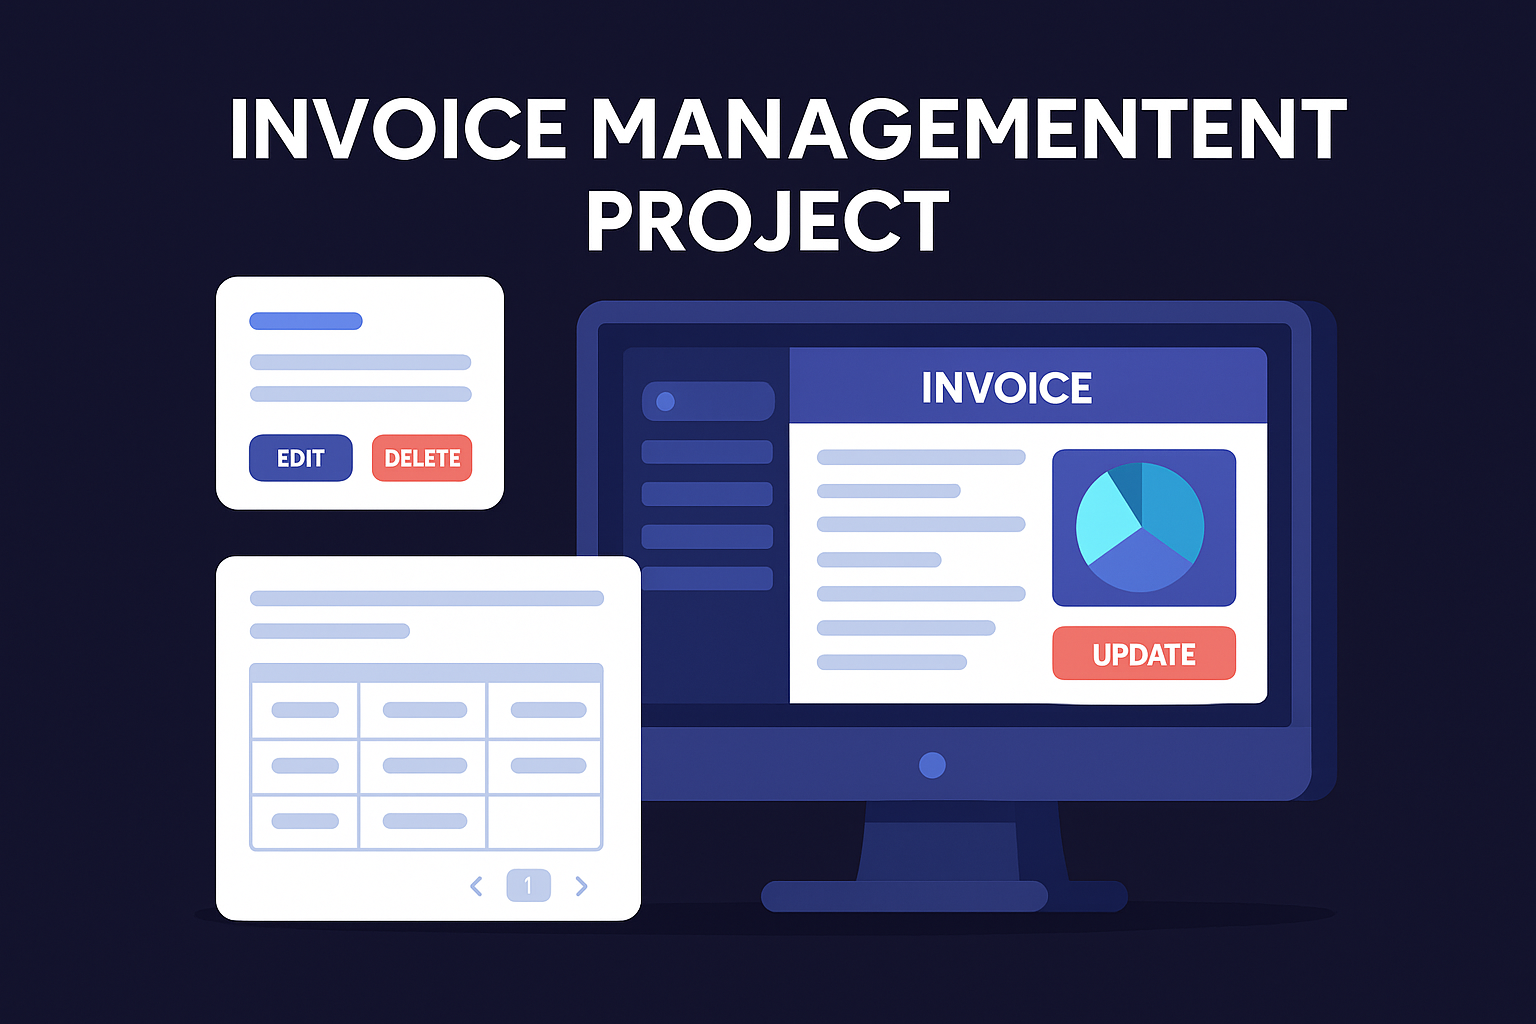 INVOICE MANAGEMENTENT
PROJECT
EDIT
DELETE
INVOICE
UPDATE
1